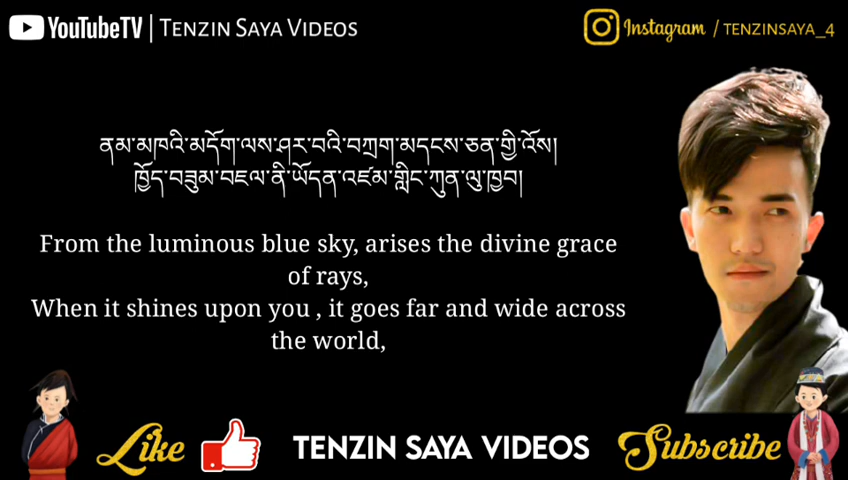 YouTubeTV | TENZIN SAYA VIDEOS
Instagram / TENZINSAYA_4
ནམ་མཁའི་མདོག་ལས་ཤར་བའི་བཀྲག་མདངས་ཅན་གྱི་འོས།
ཁྱོད་བཟུམ་བཇལ་ནི་ཡོདན་འཛམ་གླིང་ཀུན་ལུ་ཁྱབ།
From the luminous blue sky, arises the divine grace
of rays,
When it shines upon you , it goes far and wide across
the world,
Like
TENZIN SAYA VIDEOS
Subscribe